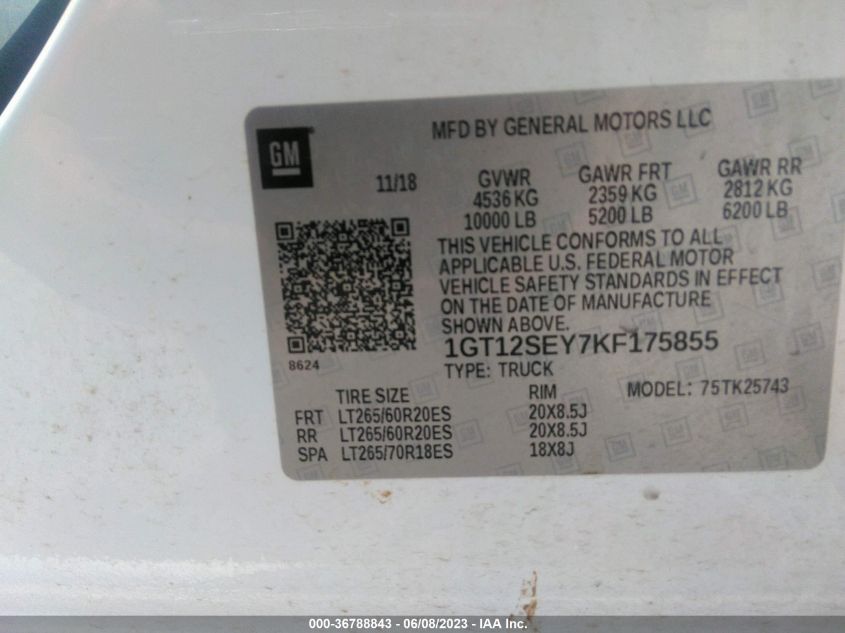 MFD BY GENERAL MOTORS LLC
GM
11/18
GVWR GAWR FRT GAWR RR
4536 KG 2359 KG 2812 KG
10000 LB 5200 LB 6200 LB
THIS VEHICLE CONFORMS TO ALL
APPLICABLE U.S. FEDERAL MOTOR
VEHICLE SAFETY STANDARDS IN EFFECT
ON THE DATE OF MANUFACTURE
SHOWN ABOVE.
8624
1GT12SEY7KF175855
TYPE: TRUCK MODEL: 75TK25743
TIRE SIZE RIM
FRT LT265/60R20ES 20X8.5J
RR LT265/60R20ES 20X8.5J
SPA LT265/70R18ES 18X8J
000-36788843 - 06/08/2023 - IAA Inc.